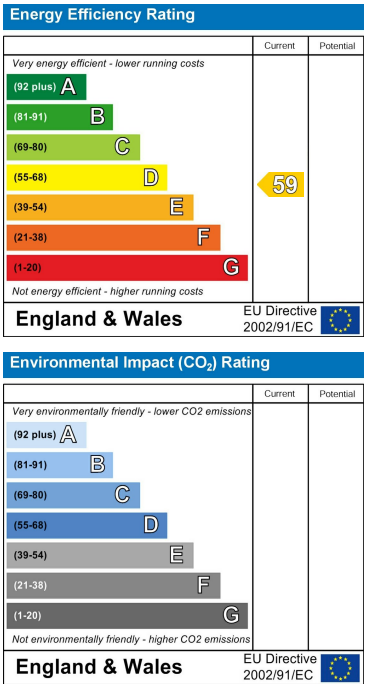 Energy Efficiency Rating
Current Potential
Very energy efficient - lower running costs
(92 plus) A
(81-91) B
(69-80) C
(55-68) D
59
(39-54) E
(21-38) F
(1-20) G
Not energy efficient - higher running costs
England & Wales
EU Directive
2002/91/EC
Environmental Impact (CO₂) Rating
Current Potential
Very environmentally friendly - lower CO2 emissions
(92 plus) A
(81-91) B
(69-80) C
(55-68) D
(39-54) E
(21-38) F
(1-20) G
Not environmentally friendly - higher CO2 emissions
England & Wales
EU Directive
2002/91/EC